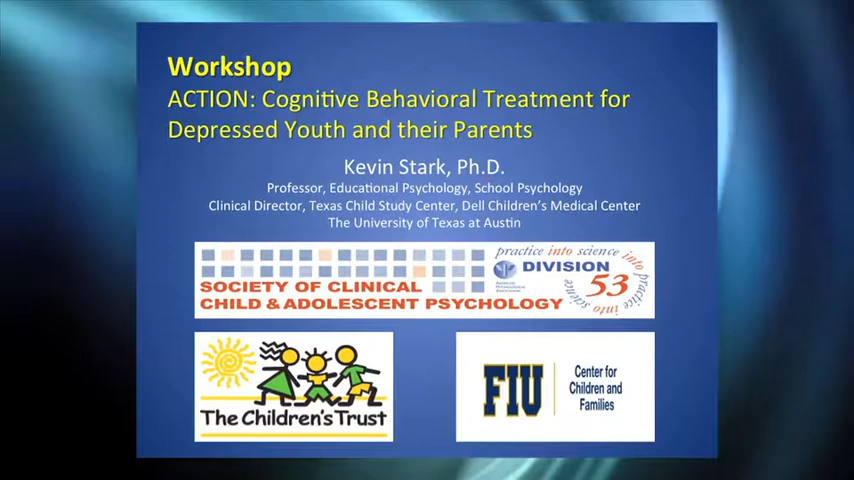 Workshop
ACTION: Cognitive Behavioral Treatment for
Depressed Youth and their Parents
Kevin Stark, Ph.D.
Professor, Educational Psychology, School Psychology
Clinical Director, Texas Child Study Center, Dell Children's Medical Center
The University of Texas at Austin
practice into science into practice into science into
DIVISION
53
SOCIETY OF CLINICAL
CHILD & ADOLESCENT PSYCHOLOGY
The Children's Trust
FIU
Center for
Children and
Families